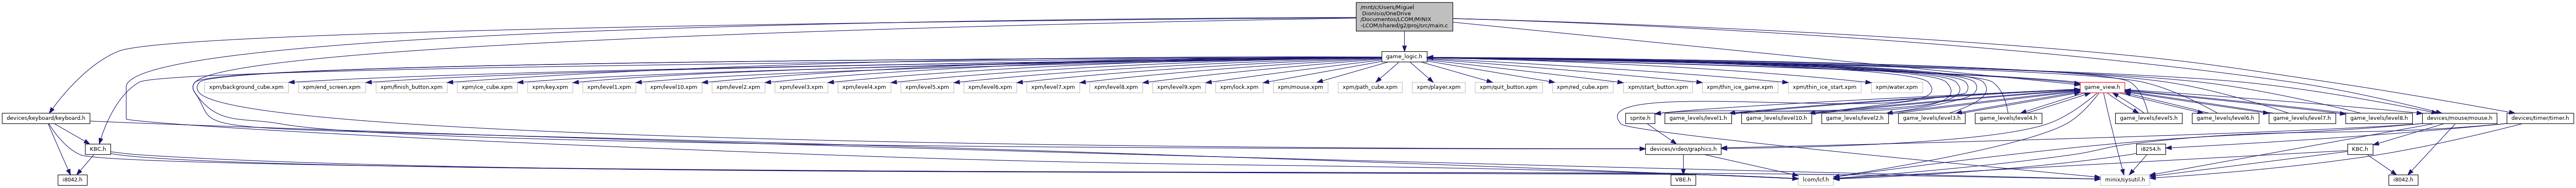 /mnt/c/Users/Miguel
Dionísio/OneDrive
/Documentos/LCOM/MINIX
-LCOM/shared/g2/proj/src/main.c
game_logic.h
xpm/background_cube.xpm
xpm/end_screen.xpm
xpm/finish_button.xpm
xpm/ice_cube.xpm
xpm/key.xpm
xpm/level1.xpm
xpm/level10.xpm
xpm/level2.xpm
xpm/level3.xpm
xpm/level4.xpm
xpm/level5.xpm
xpm/level6.xpm
xpm/level7.xpm
xpm/level8.xpm
xpm/level9.xpm
xpm/lock.xpm
xpm/mouse.xpm
xpm/path_cube.xpm
xpm/player.xpm
xpm/quit_button.xpm
xpm/red_cube.xpm
xpm/start_button.xpm
xpm/thin_ice_game.xpm
xpm/thin_ice_start.xpm
xpm/water.xpm
game_view.h
devices/keyboard/keyboard.h
sprite.h
game_levels/level1.h
game_levels/level10.h
game_levels/level2.h
game_levels/level3.h
game_levels/level4.h
game_levels/level5.h
game_levels/level6.h
game_levels/level7.h
game_levels/level8.h
devices/mouse/mouse.h
devices/timer/timer.h
KBC.h
devices/video/graphics.h
i8254.h
KBC.h
i8042.h
VBE.h
lcom/lcf.h
minix/sysutil.h
i8042.h